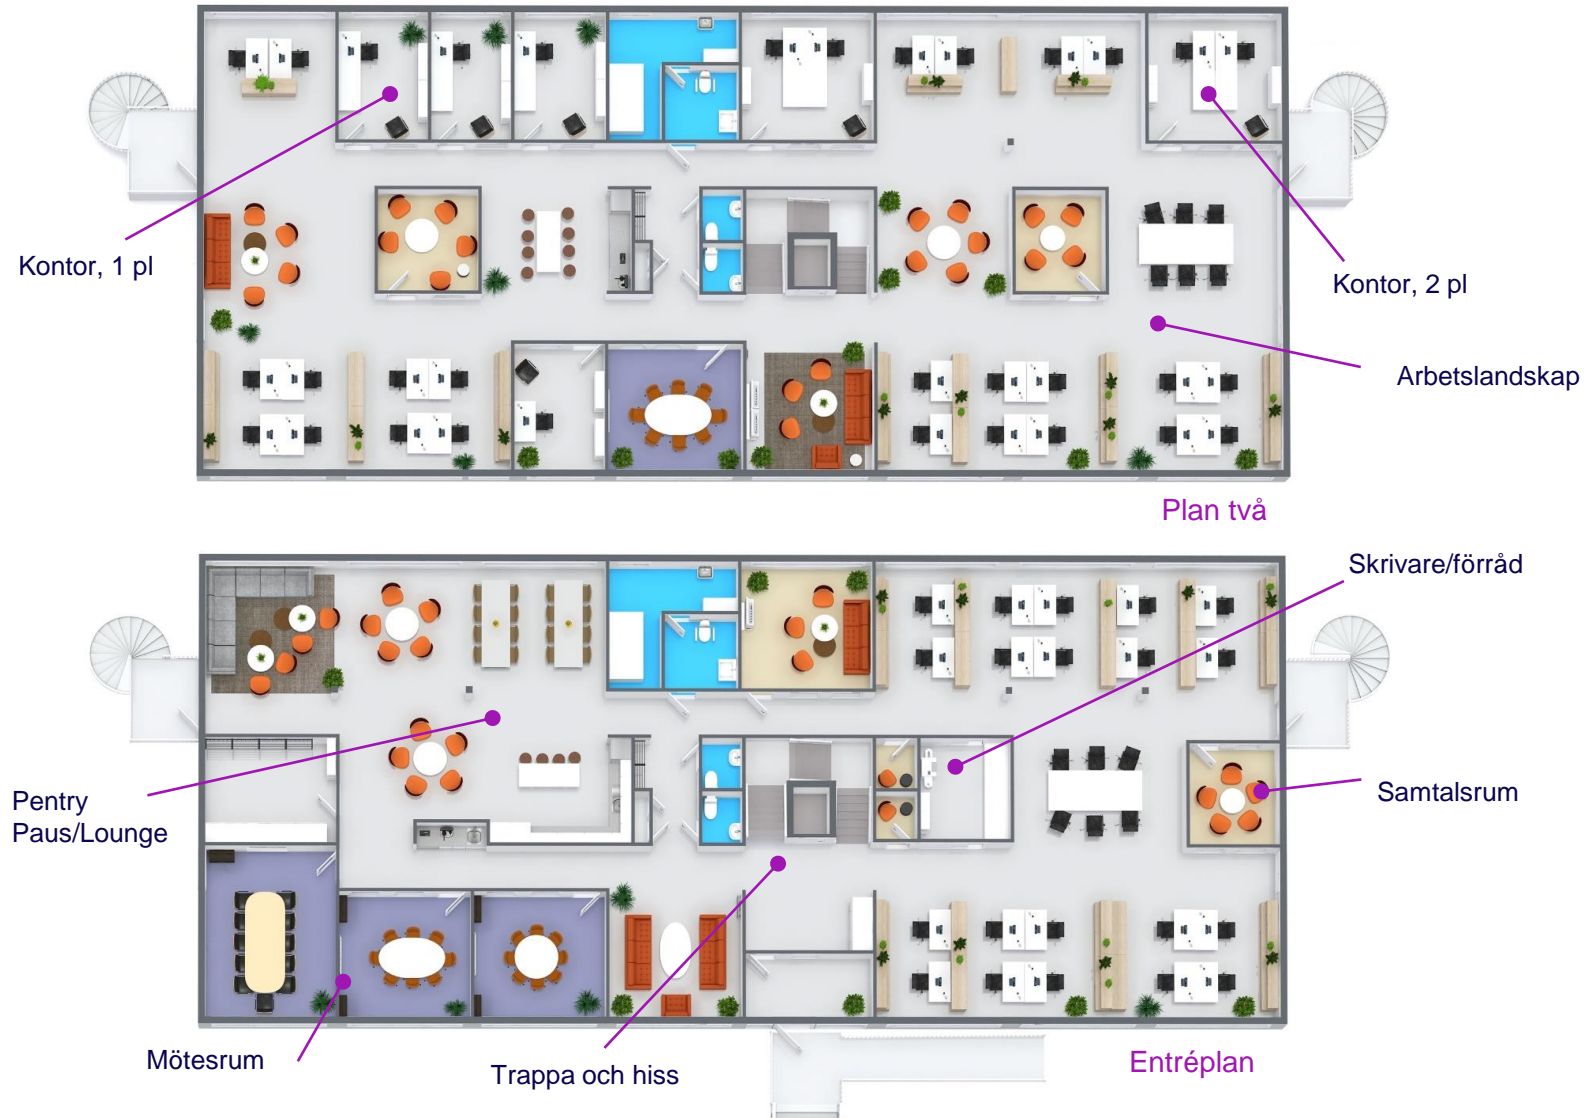 Kontor, 1 pl
Kontor, 2 pl
Arbetslandskap
Plan två
Skrivare/förråd
Samtalsrum
Pentry
Paus/Lounge
Mötesrum
Trappa och hiss
Entréplan